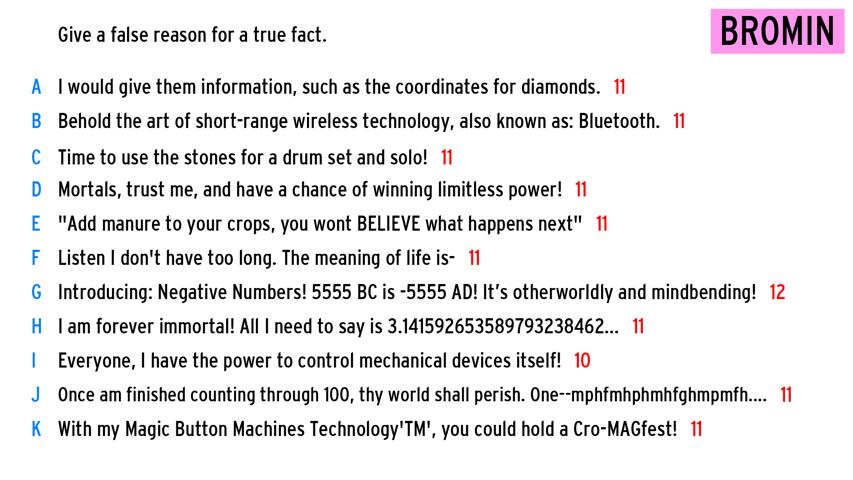 Give a false reason for a true fact.
BROMIN
A I would give them information, such as the coordinates for diamonds. 11
B Behold the art of short-range wireless technology, also known as: Bluetooth. 11
C Time to use the stones for a drum set and solo! 11
D Mortals, trust me, and have a chance of winning limitless power! 11
E "Add manure to your crops, you wont BELIEVE what happens next" 11
F Listen I don't have too long. The meaning of life is- 11
G Introducing: Negative Numbers! 5555 BC is -5555 AD! It’s otherworldly and mindbending! 12
H I am forever immortal! All I need to say is 3.141592653589793238462... 11
I Everyone, I have the power to control mechanical devices itself! 10
J Once am finished counting through 100, thy world shall perish. One--mphfmhphmhfghmpmfh.... 11
K With my Magic Button Machines Technology'TM', you could hold a Cro-MAGfest! 11